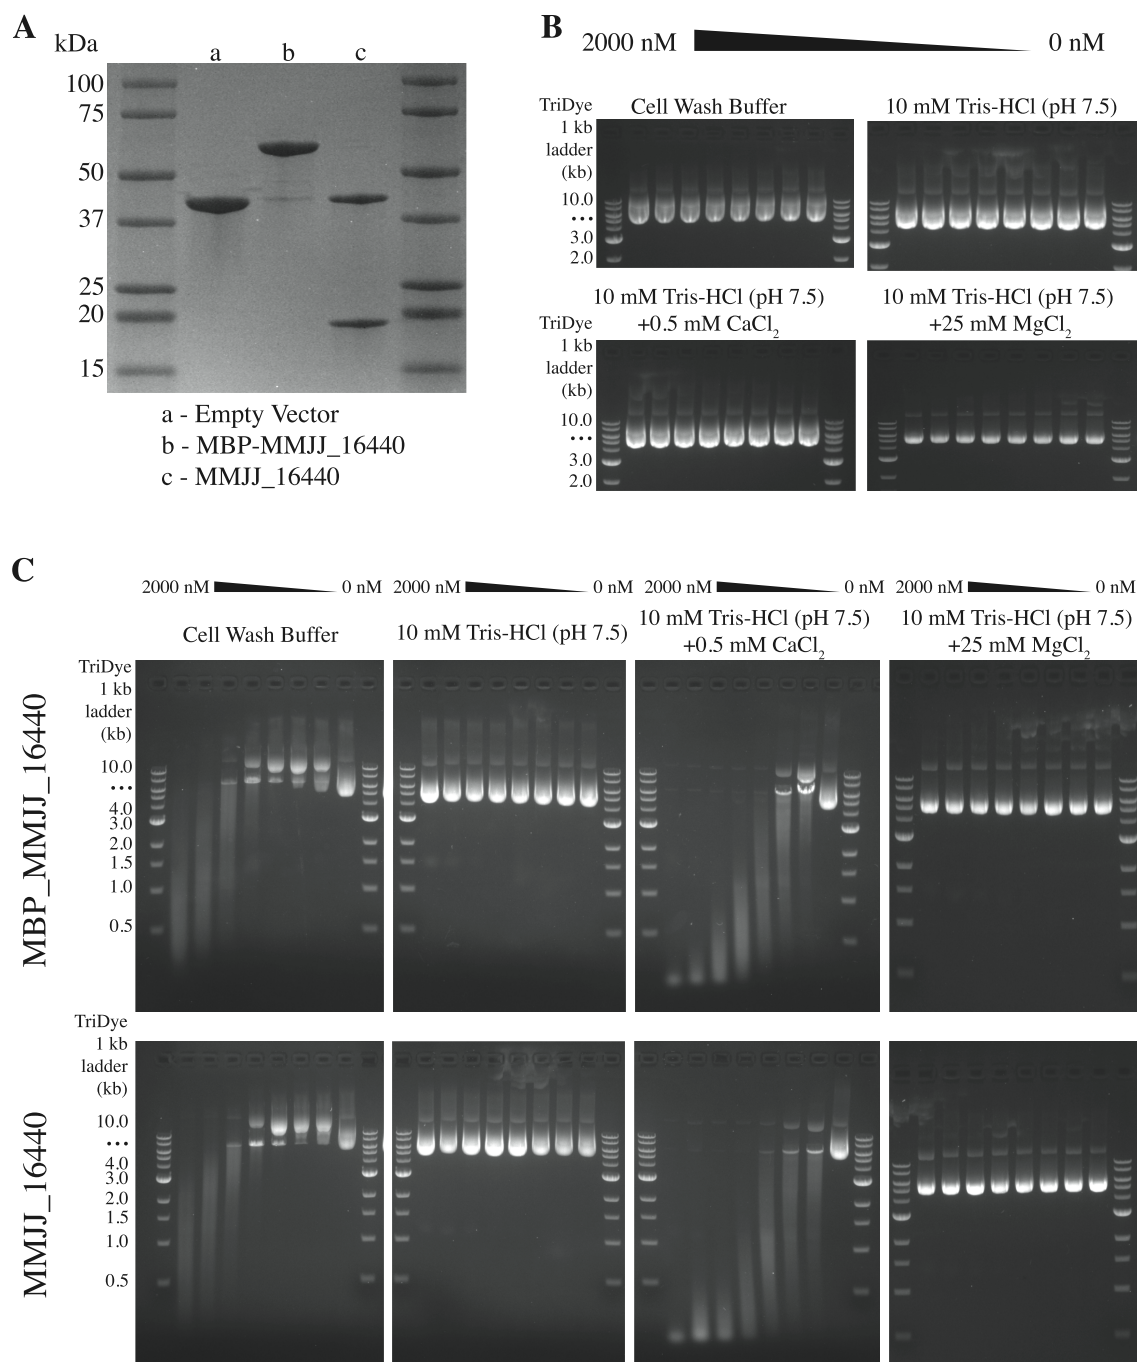 A
kDa
a b c
100
75
50
37
25
20
15
a - Empty Vector
b - MBP-MMJJ_16440
c - MMJJ_16440
B
2000 nM 0 nM
TriDye
1 kb
ladder
(kb)
Cell Wash Buffer
10 mM Tris-HCl (pH 7.5)
10.0
•••
3.0
2.0
10 mM Tris-HCl (pH 7.5)
+0.5 mM CaCl₂
10 mM Tris-HCl (pH 7.5)
+25 mM MgCl₂
TriDye
1 kb
ladder
(kb)
10.0
•••
3.0
2.0
C
2000 nM 0 nM
2000 nM 0 nM
2000 nM 0 nM
2000 nM 0 nM
Cell Wash Buffer
10 mM Tris-HCl (pH 7.5)
10 mM Tris-HCl (pH 7.5)
+0.5 mM CaCl₂
10 mM Tris-HCl (pH 7.5)
+25 mM MgCl₂
MBP_MMJJ_16440
TriDye
1 kb
ladder
(kb)
10.0
•••
4.0
3.0
2.0
1.5
1.0
0.5
MMJJ_16440
TriDye
1 kb
ladder
(kb)
10.0
•••
4.0
3.0
2.0
1.5
1.0
0.5